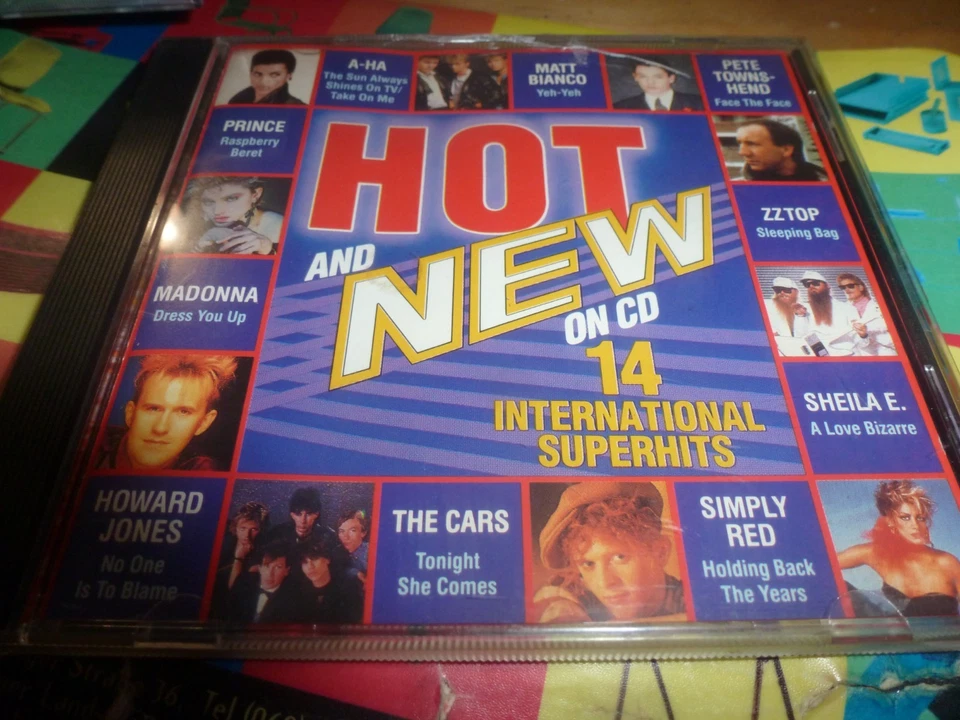 A-HA
The Sun Always
Shines On TV/
Take On Me
MATT
BIANCO
Yeh-Yeh
PETE
TOWNS-
HEND
Face The Face
PRINCE
Raspberry
Beret
HOT
AND
NEW
ON CD
14
INTERNATIONAL
SUPERHITS
ZZ TOP
Sleeping Bag
MADONNA
Dress You Up
SHEILA E.
A Love Bizarre
HOWARD
JONES
No One
Is To Blame
THE CARS
Tonight
She Comes
SIMPLY
RED
Holding Back
The Years
36, Tel